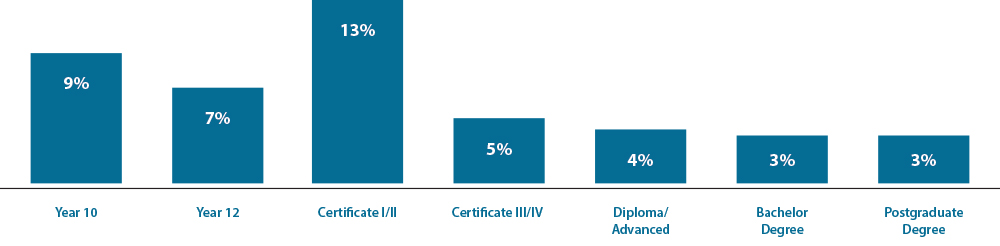 13%
9%
7%
5%
4%
3%
3%
Year 10
Year 12
Certificate I/II
Certificate III/IV
Diploma/
Advanced
Bachelor
Degree
Postgraduate
Degree